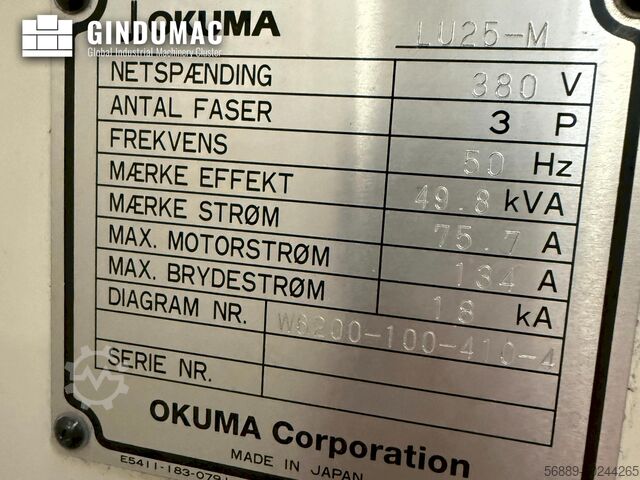 GINDUMAC
Global Industrial Machinery Cluster
OKUMA LU25-M
NETSPÆNDING 380 V
ANTAL FASER 3 P
FREKVENS 50 Hz
MÆRKE EFFEKT 49.8 kVA
MÆRKE STRØM 75.7 A
MAX. MOTORSTRØM 134 A
MAX. BRYDESTRØM 18 kA
DIAGRAM NR. W6200-100-410-4
SERIE NR.
OKUMA Corporation
MADE IN JAPAN